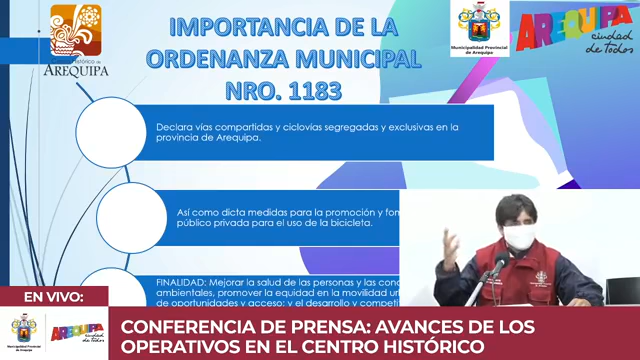 IMPORTANCIA DE LA
ORDENANZA MUNICIPAL
NRO. 1183
Centro Histórico de
AREQUIPA
Municipalidad Provincial
de Arequipa
AREQUIPA
ciudad
de todos
Declara vías compartidas y ciclovías segregadas y exclusivas en la
provincia de Arequipa.
Así como dicta medidas para la promoción y
público privada para el uso de la bicicleta.
FINALIDAD: Mejorar la salud de las personas y las
ambientales, promover la equidad en la movilidad
de oportunidades y acceso; y el desarrollo y
EN VIVO:
AREQUIPA
CONFERENCIA DE PRENSA: AVANCES DE LOS
OPERATIVOS EN EL CENTRO HISTÓRICO